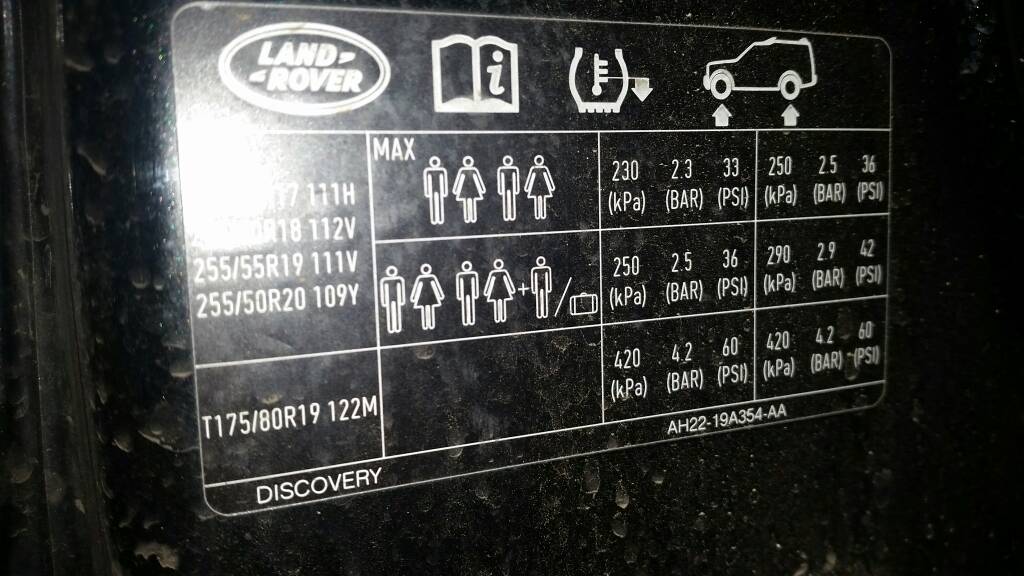 LAND
ROVER
i
MAX
230 2.3 33 250 2.5 36
(kPa) (BAR) (PSI) (kPa) (BAR) (PSI)
111H
R18 112V
255/55R19 111V
255/50R20 109Y
+ /
250 2.5 36 290 2.9 42
(kPa) (BAR) (PSI) (kPa) (BAR) (PSI)
T175/80R19 122M
420 4.2 60 420 4.2 60
(kPa) (BAR) (PSI) (kPa) (BAR) (PSI)
DISCOVERY
AH22-19A354-AA